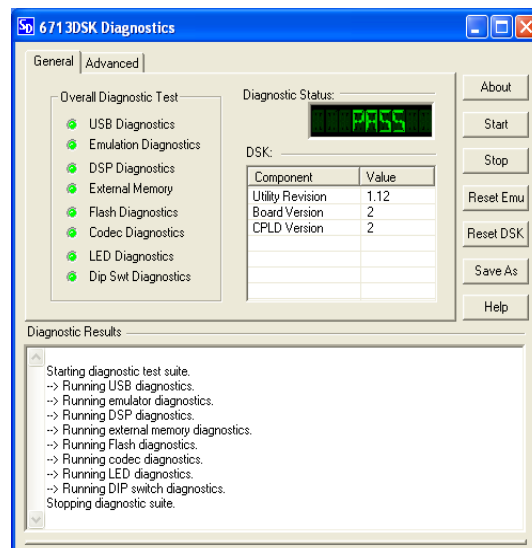 SD 6713DSK Diagnostics
General Advanced
Overall Diagnostic Test
USB Diagnostics
Emulation Diagnostics
DSP Diagnostics
External Memory
Flash Diagnostics
Codec Diagnostics
LED Diagnostics
Dip Swt Diagnostics
Diagnostic Status:
PASS
DSK:
Component Value
Utility Revision 1.12
Board Version 2
CPLD Version 2
About
Start
Stop
Reset Emu
Reset DSK
Save As
Help
Diagnostic Results
Starting diagnostic test suite.
--> Running USB diagnostics.
--> Running emulator diagnostics.
--> Running DSP diagnostics.
--> Running external memory diagnostics.
--> Running Flash diagnostics.
--> Running codec diagnostics.
--> Running LED diagnostics.
--> Running DIP switch diagnostics.
Stopping diagnostic suite.